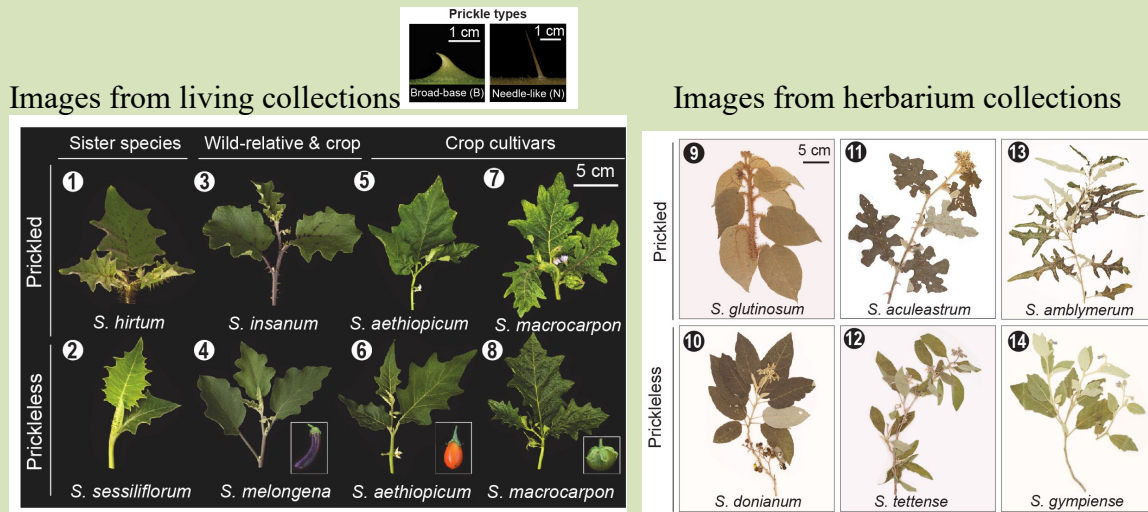 Prickle types
1 cm
1 cm
Broad-base (B)
Needle-like (N)
Images from living collections
Images from herbarium collections
Sister species
Wild-relative & crop
Crop cultivars
Prickled
1
3
5
7
5 cm
S. hirtum
S. insanum
S. aethiopicum
S. macrocarpon
Prickleless
2
4
6
8
S. sessiliflorum
S. melongena
S. aethiopicum
S. macrocarpon
Prickled
9
5 cm
11
13
S. glutinosum
S. aculeastrum
S. amblymerum
Prickleless
10
12
14
S. donianum
S. tettense
S. gympiense